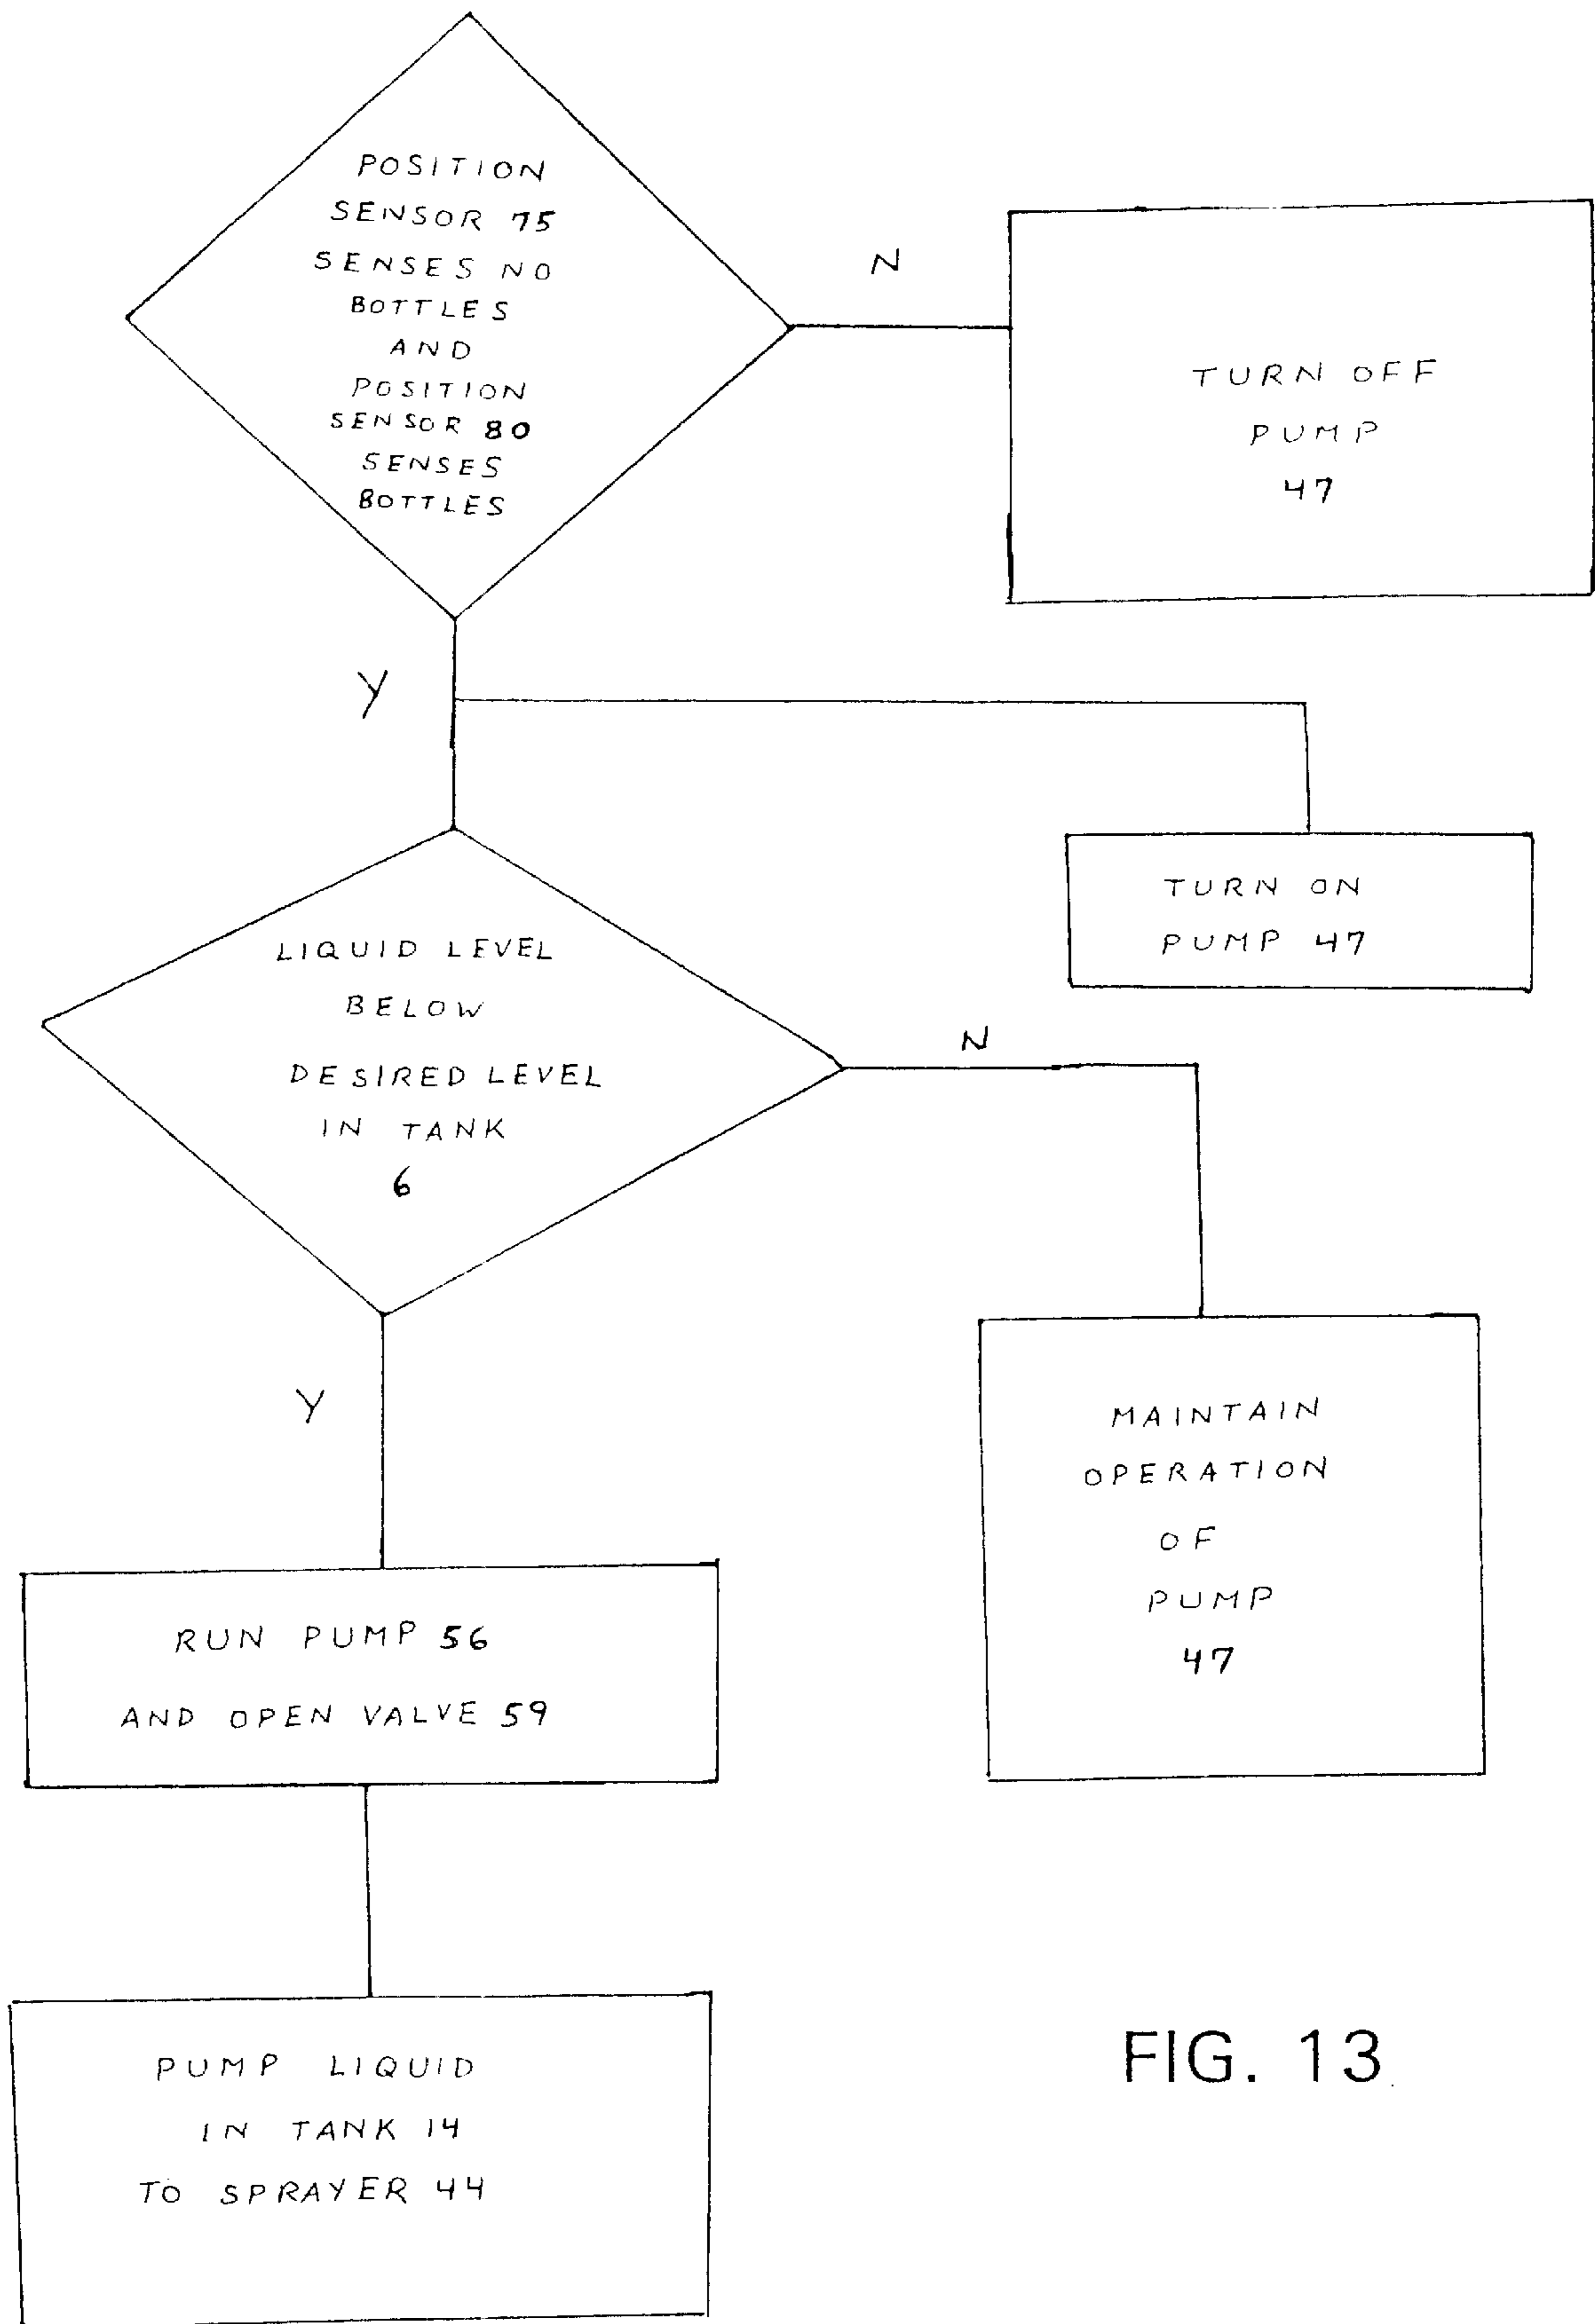 POSITION
SENSOR 75
SENSES NO
BOTTLES
AND
POSITION
SENSOR 80
SENSES
BOTTLES
N
TURN OFF
PUMP
47
Y
TURN ON
PUMP 47
LIQUID LEVEL
BELOW
DESIRED LEVEL
IN TANK
6
N
Y
MAINTAIN
OPERATION
OF
PUMP
47
RUN PUMP 56
AND OPEN VALVE 59
PUMP LIQUID
IN TANK 14
TO SPRAYER 44
FIG. 13